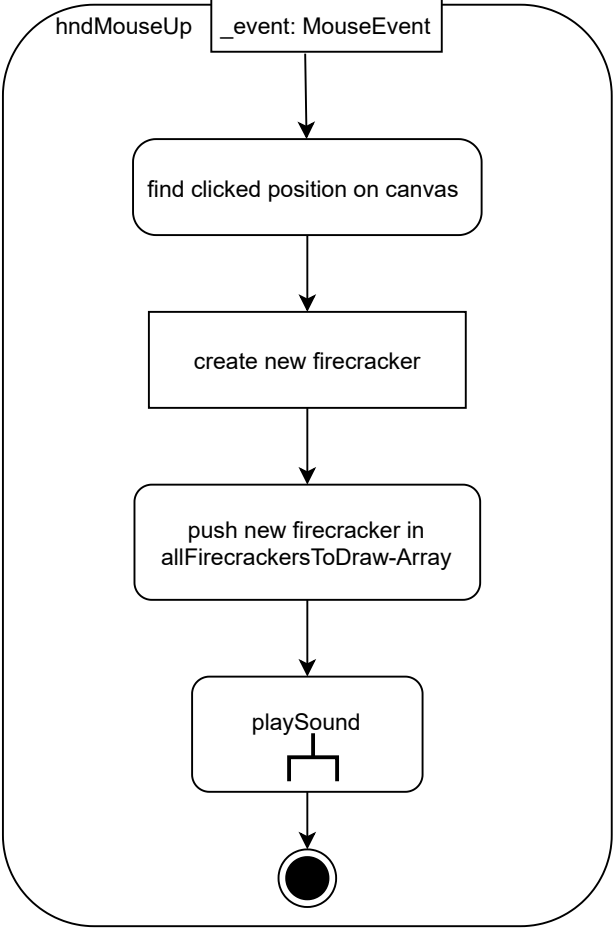 hndMouseUp
_event: MouseEvent
find clicked position on canvas
create new firecracker
push new firecracker in
allFirecrackersToDraw-Array
playSound